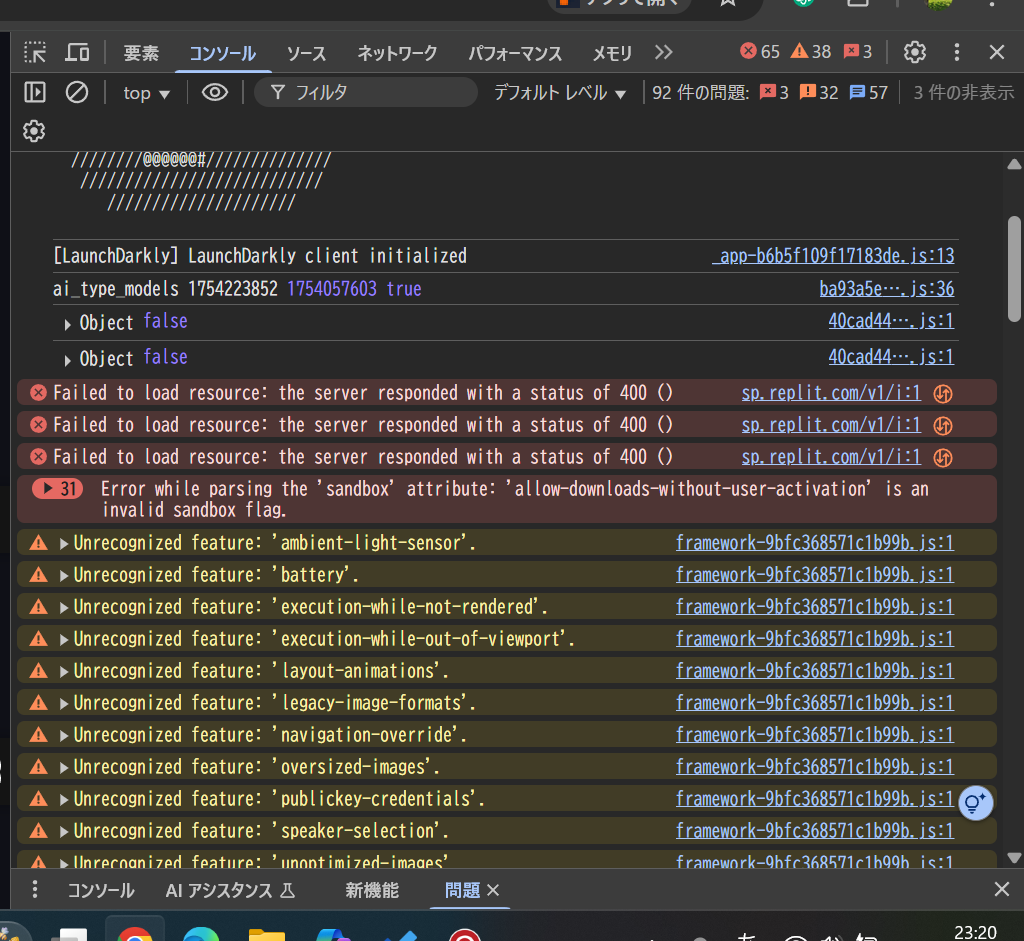 要素 コンソール ソース ネットワーク パフォーマンス メモリ 65 38 3
top フィルタ デフォルト レベル 92 件の問題: 3 32 57 3 件の非表示
////////@@@@@@#//////////////
///////////////////////////
/////////////////////
[LaunchDarkly] LaunchDarkly client initialized _app-b6b5f109f17183de.js:13
ai_type_models 1754223852 1754057603 true ba93a5e….js:36
Object false 40cad44….js:1
Object false 40cad44….js:1
Failed to load resource: the server responded with a status of 400 () sp.replit.com/v1/i:1
Failed to load resource: the server responded with a status of 400 () sp.replit.com/v1/i:1
Failed to load resource: the server responded with a status of 400 () sp.replit.com/v1/i:1
31 Error while parsing the 'sandbox' attribute: 'allow-downloads-without-user-activation' is an
invalid sandbox flag.
Unrecognized feature: 'ambient-light-sensor'. framework-9bfc368571c1b99b.js:1
Unrecognized feature: 'battery'. framework-9bfc368571c1b99b.js:1
Unrecognized feature: 'execution-while-not-rendered'. framework-9bfc368571c1b99b.js:1
Unrecognized feature: 'execution-while-out-of-viewport'. framework-9bfc368571c1b99b.js:1
Unrecognized feature: 'layout-animations'. framework-9bfc368571c1b99b.js:1
Unrecognized feature: 'legacy-image-formats'. framework-9bfc368571c1b99b.js:1
Unrecognized feature: 'navigation-override'. framework-9bfc368571c1b99b.js:1
Unrecognized feature: 'oversized-images'. framework-9bfc368571c1b99b.js:1
Unrecognized feature: 'publickey-credentials'. framework-9bfc368571c1b99b.js:1
Unrecognized feature: 'speaker-selection'. framework-9bfc368571c1b99b.js:1
Unrecognized feature: 'unoptimized-images' framework-9bfc368571c1b99b.js:1
コンソール AI アシスタンス 新機能 問題
あ 23:20